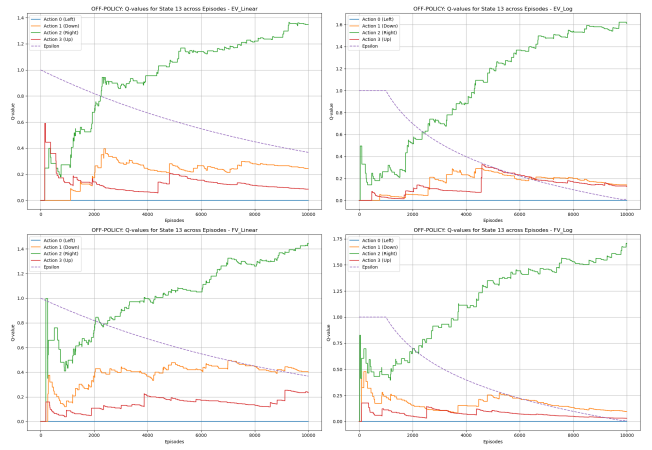 OFF-POLICY: Q-values for State 13 across Episodes - EV_Linear
Action 0 (Left)
Action 1 (Down)
Action 2 (Right)
Action 3 (Up)
Epsilon
Q-value
1.4
1.2
1.0
0.8
0.6
0.4
0.2
0.0
0
2000
4000
6000
8000
10000
Episodes
OFF-POLICY: Q-values for State 13 across Episodes - EV_Log
Action 0 (Left)
Action 1 (Down)
Action 2 (Right)
Action 3 (Up)
Epsilon
Q-value
1.6
1.4
1.2
1.0
0.8
0.6
0.4
0.2
0.0
0
2000
4000
6000
8000
10000
Episodes
OFF-POLICY: Q-values for State 13 across Episodes - FV_Linear
Action 0 (Left)
Action 1 (Down)
Action 2 (Right)
Action 3 (Up)
Epsilon
Q-value
1.4
1.2
1.0
0.8
0.6
0.4
0.2
0.0
0
2000
4000
6000
8000
10000
Episodes
OFF-POLICY: Q-values for State 13 across Episodes - FV_Log
Action 0 (Left)
Action 1 (Down)
Action 2 (Right)
Action 3 (Up)
Epsilon
Q-value
1.75
1.50
1.25
1.00
0.75
0.50
0.25
0.00
0
2000
4000
6000
8000
10000
Episodes